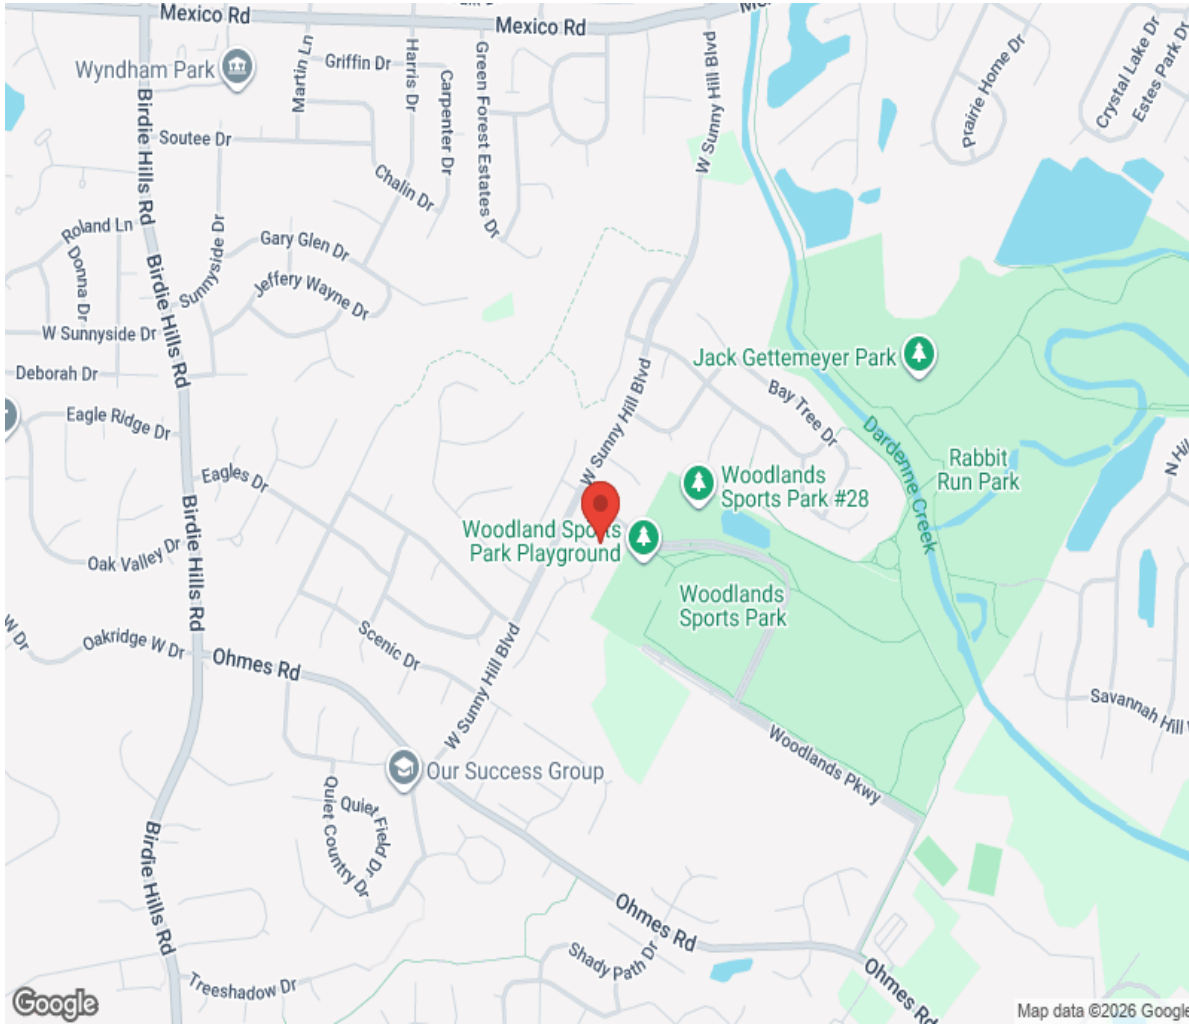 Mexico Rd
Mexico Rd
Wyndham Park
Griffin Dr
Martin Ln
Harris Dr
Carpenter Dr
Green Forest Estates Dr
W Sunny Hill Blvd
Prairie Home Dr
Crystal Lake Dr
Estes Park Dr
Birdie Hills Rd
Soutee Dr
Chalin Dr
Roland Ln
Donna Dr
Sunnyside Dr
Gary Glen Dr
Jeffery Wayne Dr
Birdie Hills Rd
W Sunnyside Dr
Deborah Dr
Jack Gettemeyer Park
Bay Tree Dr
Eagle Ridge Dr
W Sunny Hill Blvd
Dardenne Creek
Rabbit
Run Park
Eagles Dr
Woodlands
Sports Park #28
Birdie Hills Rd
Woodland Sports
Park Playground
Oak Valley Dr
Woodlands
Sports Park
W Dr
Oakridge W Dr
Ohmes Rd
Scenic Dr
W Sunny Hill Blvd
Savannah Hill
Woodlands Pkwy
Our Success Group
Quiet Field Dr
Quiet Country Dr
Birdie Hills Rd
Ohmes Rd
Shady Path Dr
Treeshadow Dr
Ohmes Rd
Google
Map data ©2026 Google